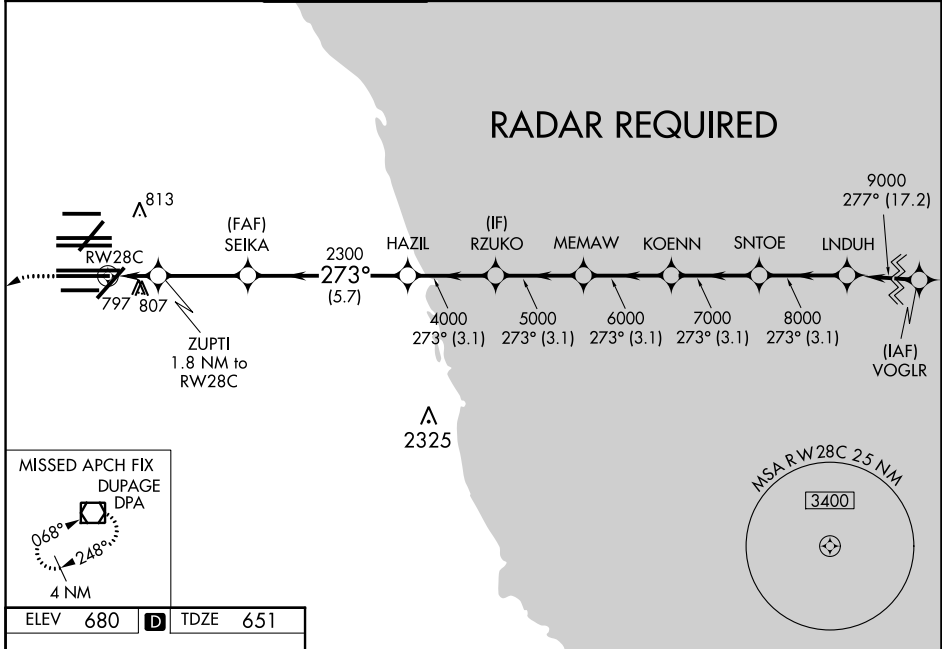 RADAR REQUIRED
813
RW28C
797
807
ZUPTI
1.8 NM to
RW28C
(FAF)
SEIKA
2300
273°
(5.7)
HAZIL
4000
273° (3.1)
(IF)
RZUKO
5000
273° (3.1)
MEMAW
6000
273° (3.1)
KOENN
7000
273° (3.1)
SNTOE
8000
273° (3.1)
LNDUH
9000
277° (17.2)
(IAF)
VOGLR
2325
MISSED APCH FIX
DUPAGE
DPA
068°
248°
4 NM
MSA RW28C 25 NM
3400
ELEV 680 D TDZE 651